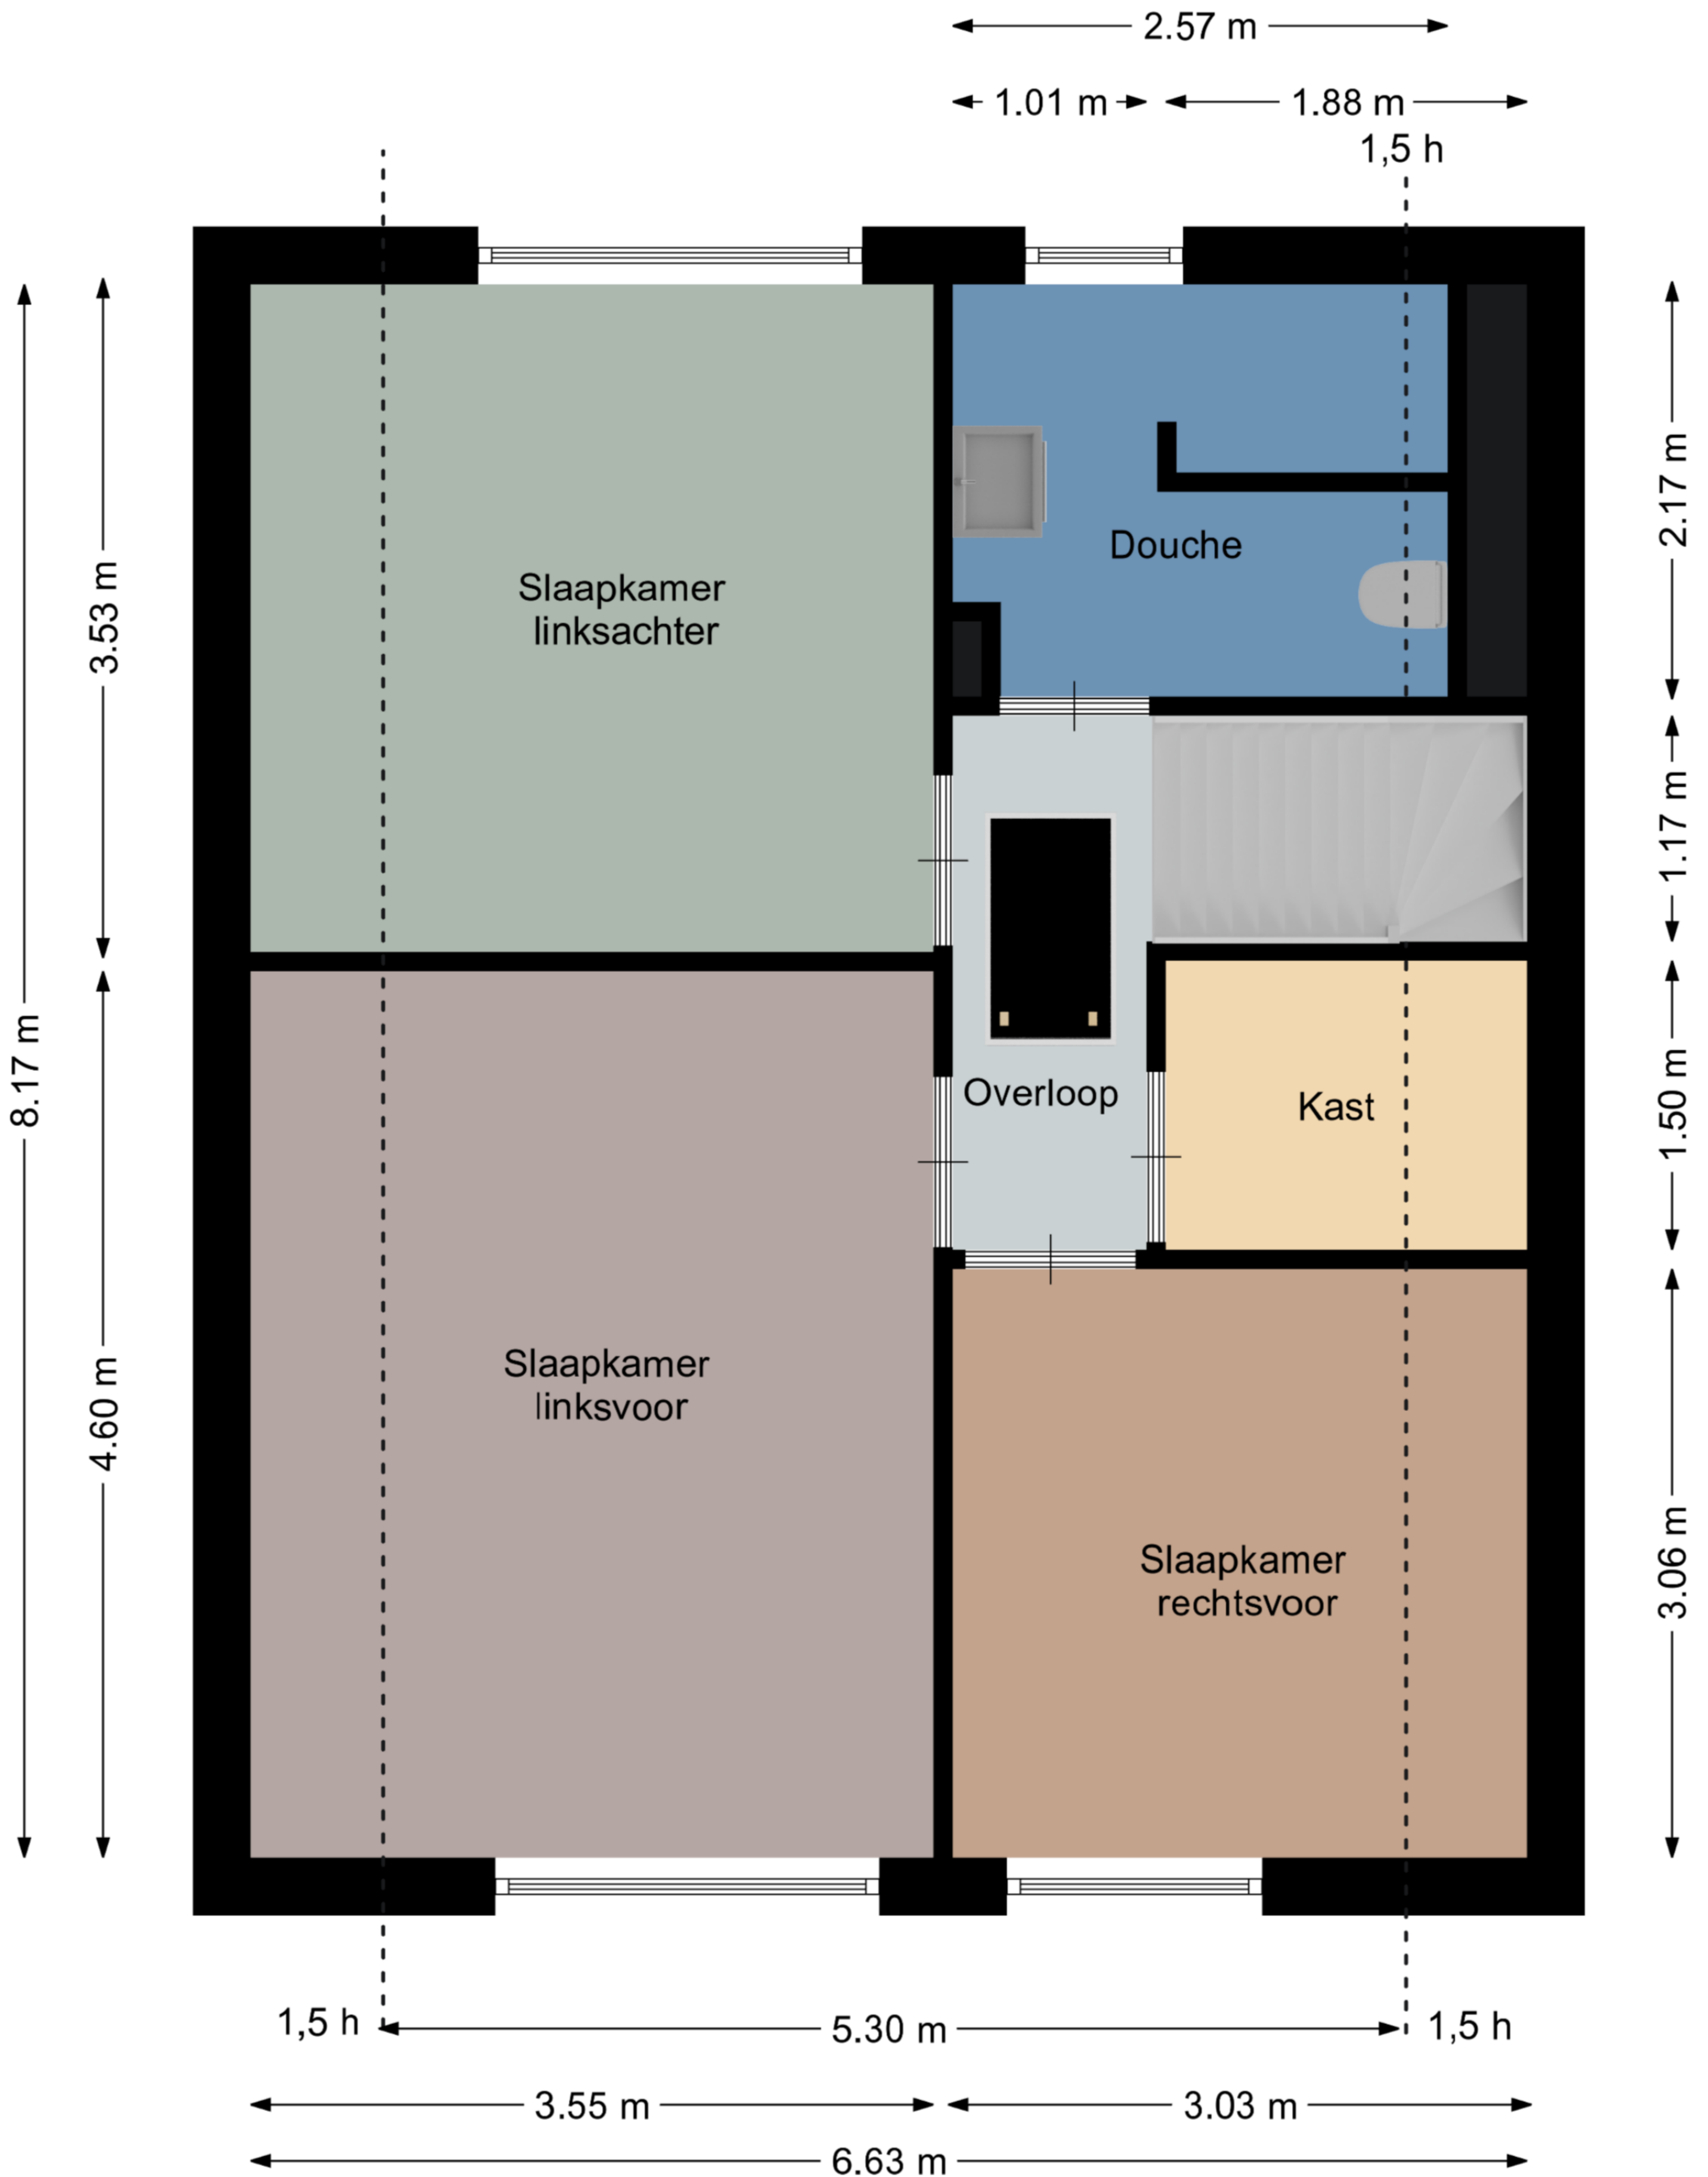 2.57 m
1.01 m
1.88 m
1,5 h
Slaapkamer
linksachter
Douche
3.53 m
2.17 m
1.17 m
8.17 m
Overloop
Kast
1.50 m
Slaapkamer
linksvoor
4.60 m
Slaapkamer
rechtsvoor
3.06 m
1,5 h
5.30 m
1,5 h
3.55 m
3.03 m
6.63 m